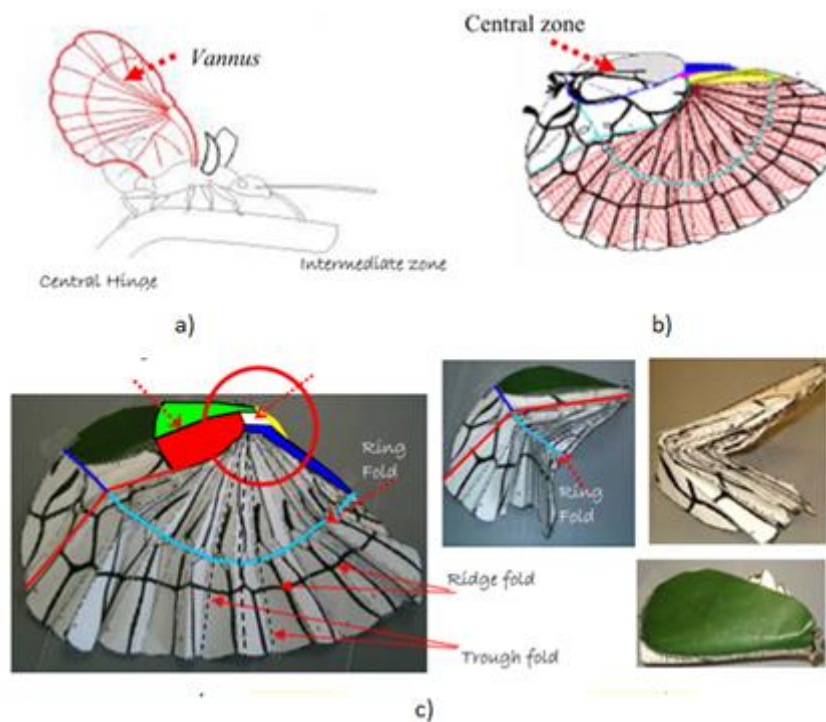 Vannus
Central Hinge
Intermediate zone
a)
Central zone
b)
Ring
Fold
Ridge fold
Trough fold
Ring
Fold
c)